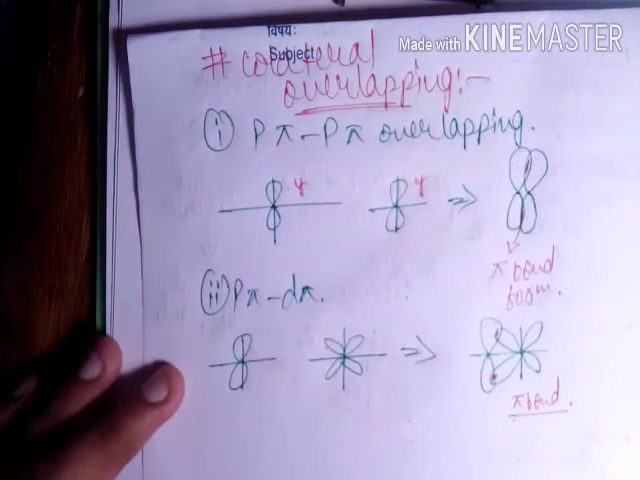 विषय:
Subject
Made with KINEMASTER
# collateral
overlapping:-
(i) Pπ-Pπ overlapping.
y y ⇒
π bond
form.
(ii) Pπ-dπ.
⇒
π bond.